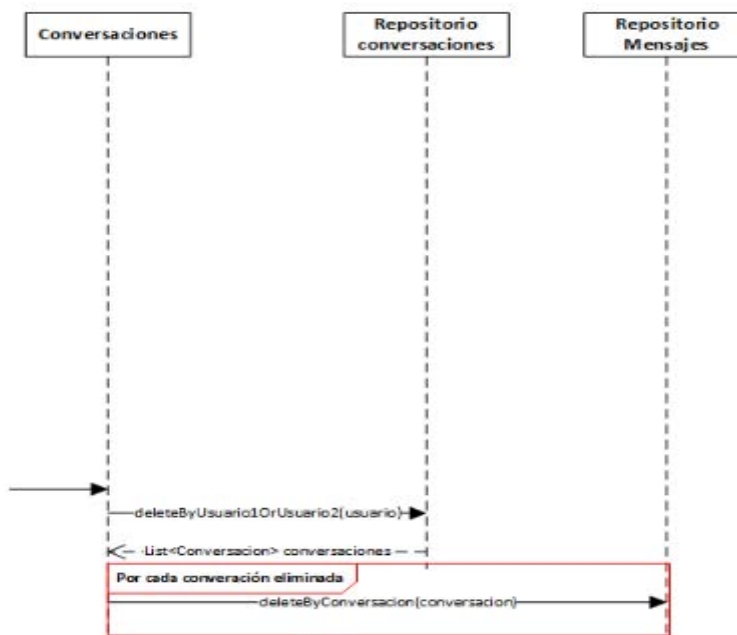 Conversaciones
Repositorio
conversaciones
Repositorio
Mensajes
deleteByUsuario1OrUsuario2(usuario)
List<Conversacion> conversaciones
Por cada converación eliminada
deleteByConversacion(conversacion)